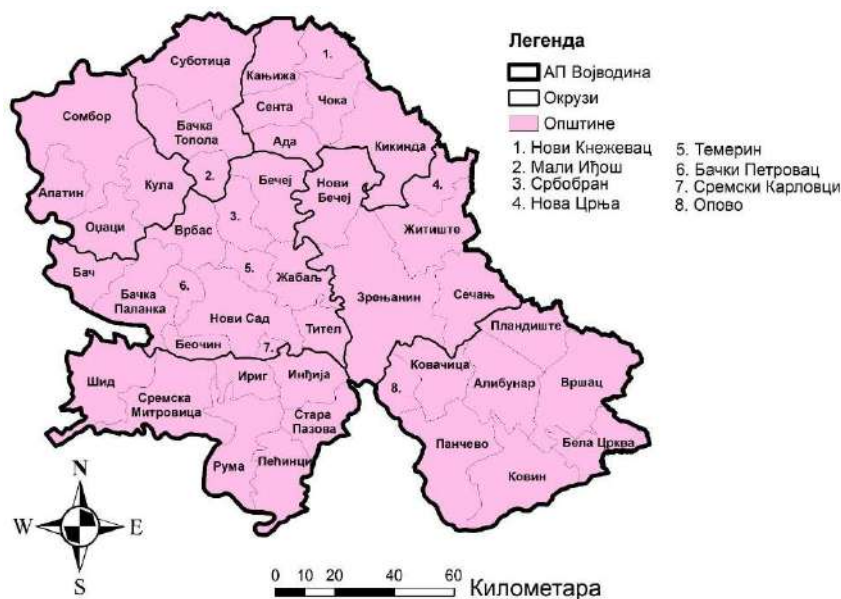 Легенда
АП Војводина
Окрузи
Општине
1. Нови Кнежевац
2. Мали Иђош
3. Србобран
4. Нова Црња
5. Темерин
6. Бачки Петровац
7. Сремски Карловци
8. Опово
Суботица
Кањижа
1.
Сомбор
Сента
Чока
Бачка
Топола
Ада
Кикинда
Апатин
Кула
2.
Бечеј
Нови
Бечеј
4.
Оџаци
Врбас
3.
Житиште
Бач
5.
Жабаљ
Бачка
Паланка
6.
Зрењанин
Сечањ
Нови Сад
Тител
Пландиште
Беочин
7.
Шид
Сремска
Митровица
Ириг
Инђија
Ковачица
8.
Алибунар
Вршац
Стара
Пазова
Панчево
Бела Црква
Рума
Пећинци
Ковин
N
W
E
S
0 10 20 40 60
Километара